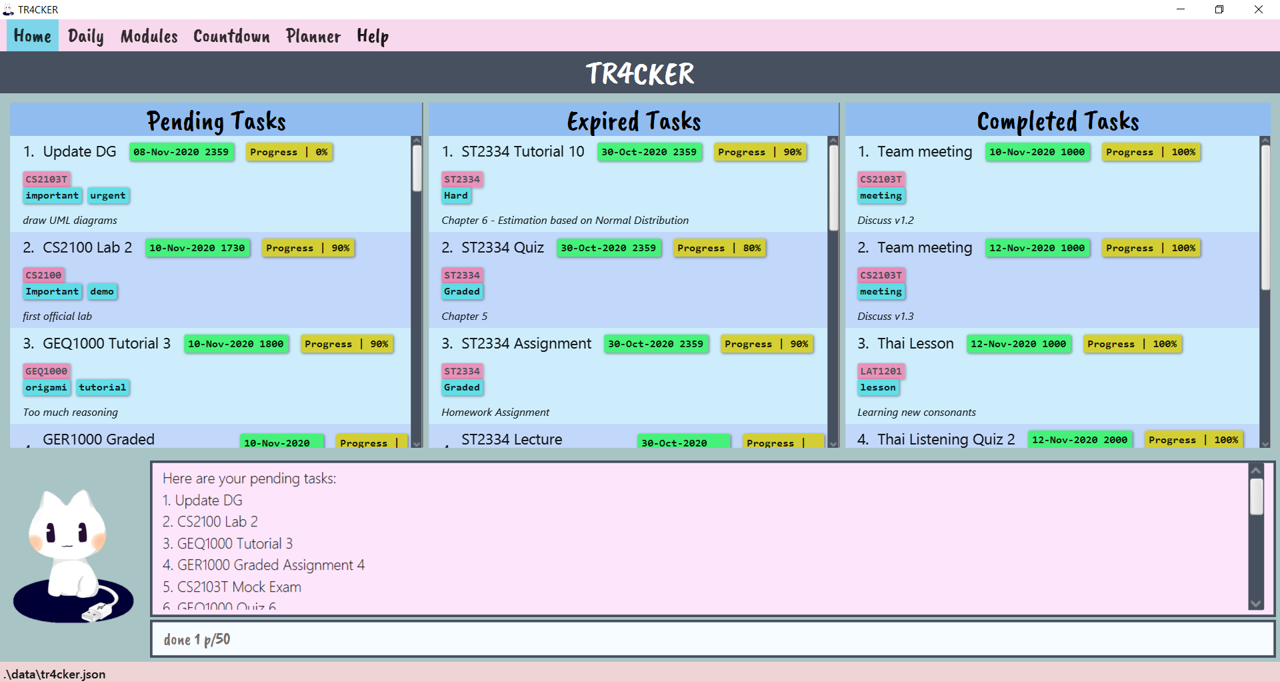 TR4CKER
Home Daily Modules Countdown Planner Help
TR4CKER
Pending Tasks
1. Update DG 08-Nov-2020 2359 Progress | 0%
CS2103T
important urgent
draw UML diagrams
2. CS2100 Lab 2 10-Nov-2020 1730 Progress | 90%
CS2100
Important demo
first official lab
3. GEQ1000 Tutorial 3 10-Nov-2020 1800 Progress | 90%
GEQ1000
origami tutorial
Too much reasoning
GER1000 Graded 10-Nov-2020 Progress |
Expired Tasks
1. ST2334 Tutorial 10 30-Oct-2020 2359 Progress | 90%
ST2334
Hard
Chapter 6 - Estimation based on Normal Distribution
2. ST2334 Quiz 30-Oct-2020 2359 Progress | 80%
ST2334
Graded
Chapter 5
3. ST2334 Assignment 30-Oct-2020 2359 Progress | 90%
ST2334
Graded
Homework Assignment
ST2334 Lecture 30-Oct-2020 Progress |
Completed Tasks
1. Team meeting 10-Nov-2020 1000 Progress | 100%
CS2103T
meeting
Discuss v1.2
2. Team meeting 12-Nov-2020 1000 Progress | 100%
CS2103T
meeting
Discuss v1.3
3. Thai Lesson 12-Nov-2020 1000 Progress | 100%
LAT1201
lesson
Learning new consonants
4. Thai Listening Quiz 2 12-Nov-2020 2000 Progress | 100%
Here are your pending tasks:
1. Update DG
2. CS2100 Lab 2
3. GEQ1000 Tutorial 3
4. GER1000 Graded Assignment 4
5. CS2103T Mock Exam
6. GEQ1000 Quiz 6
done 1 p/50
.\data\tr4cker.json